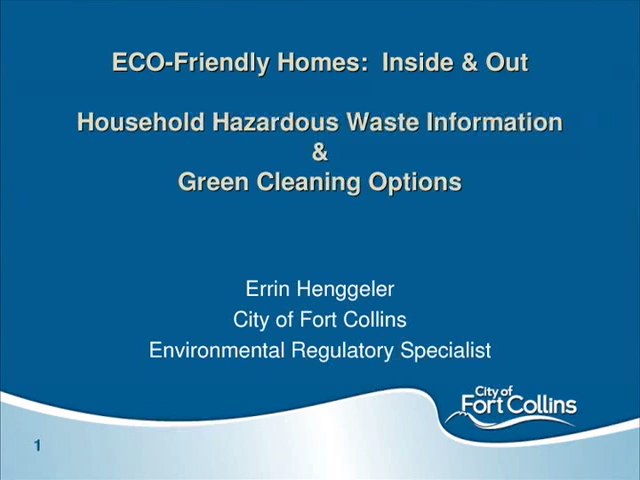 ECO-Friendly Homes: Inside & Out
Household Hazardous Waste Information
&
Green Cleaning Options
Errin Henggeler
City of Fort Collins
Environmental Regulatory Specialist
City of
Fort Collins
1